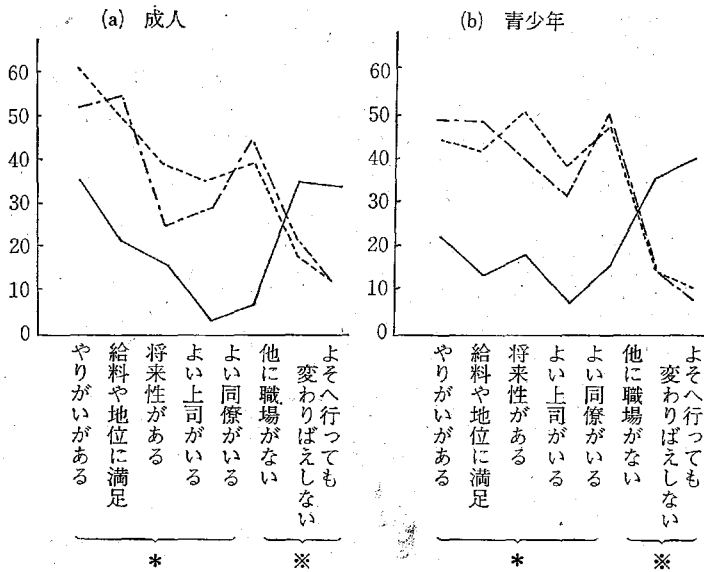 (a) 成人
60
50
40
30
20
10
0
やりがいがある
給料や地位に満足
将来性がある
よい上司がいる
よい同僚がいる
他に職場がない
よそへ行っても
変わりばえしない
*
※
(b) 青少年
60
50
40
30
20
10
0
やりがいがある
給料や地位に満足
将来性がある
よい上司がいる
よい同僚がいる
他に職場がない
よそへ行っても
変わりばえしない
*
※